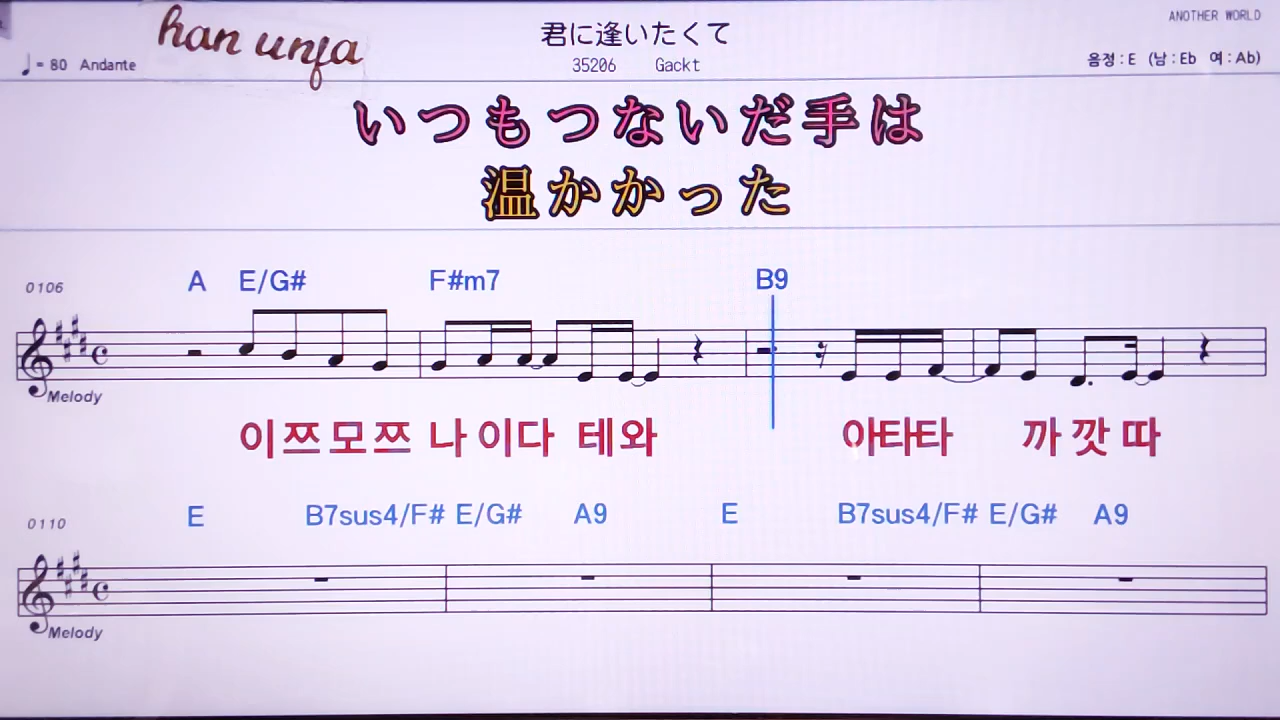 ANOTHER WORLD
han unfa
君に逢いたくて
♩= 80 Andante
35206 Gackt
음정 : E (남 : Eb 여 : Ab)
いつもつないだ手は
温かかった
0106
A E/G# F#m7 B9
Melody
이쯔모쯔 나이다 테와 아타타 까깟따
0110
E B7sus4/F# E/G# A9 E B7sus4/F# E/G# A9
Melody